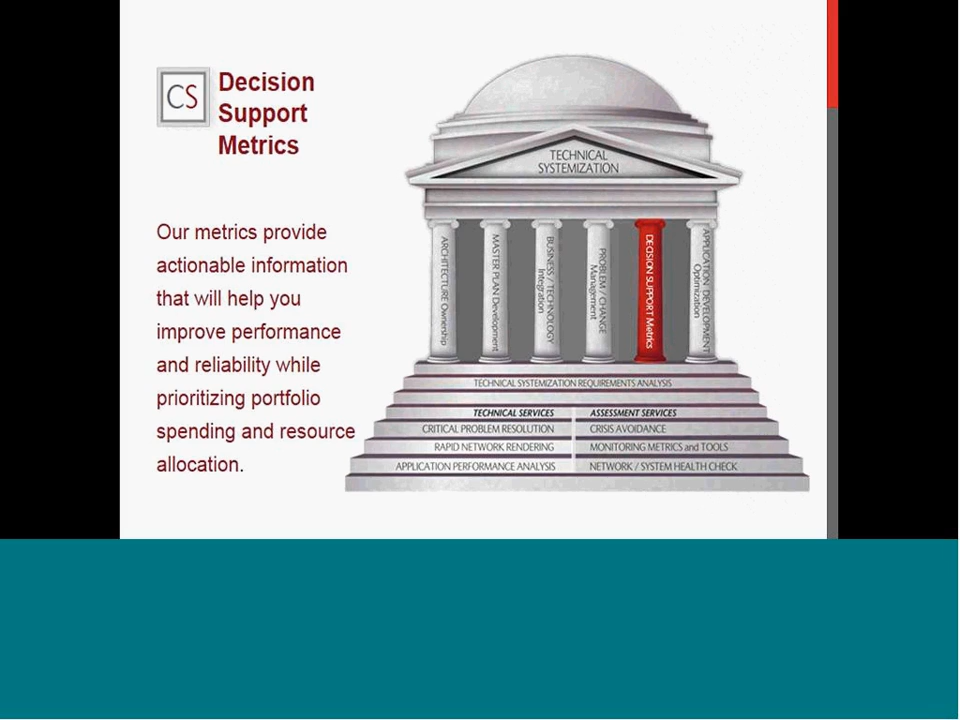 CS
Decision
Support
Metrics
Our metrics provide
actionable information
that will help you
improve performance
and reliability while
prioritizing portfolio
spending and resource
allocation.
TECHNICAL
SYSTEMIZATION
ARCHITECTURE Ownership
MASTER PLAN Development
BUSINESS / TECHNOLOGY
Integration
PROBLEM / CHANGE
Management
DECISION SUPPORT Metrics
APPLICATION DEVELOPMENT
Optimization
TECHNICAL SYSTEMIZATION REQUIREMENTS ANALYSIS
TECHNICAL SERVICES
CRITICAL PROBLEM RESOLUTION
RAPID NETWORK RENDERING
APPLICATION PERFORMANCE ANALYSIS
ASSESSMENT SERVICES
CRISIS AVOIDANCE
MONITORING METRICS and TOOLS
NETWORK / SYSTEM HEALTH CHECK